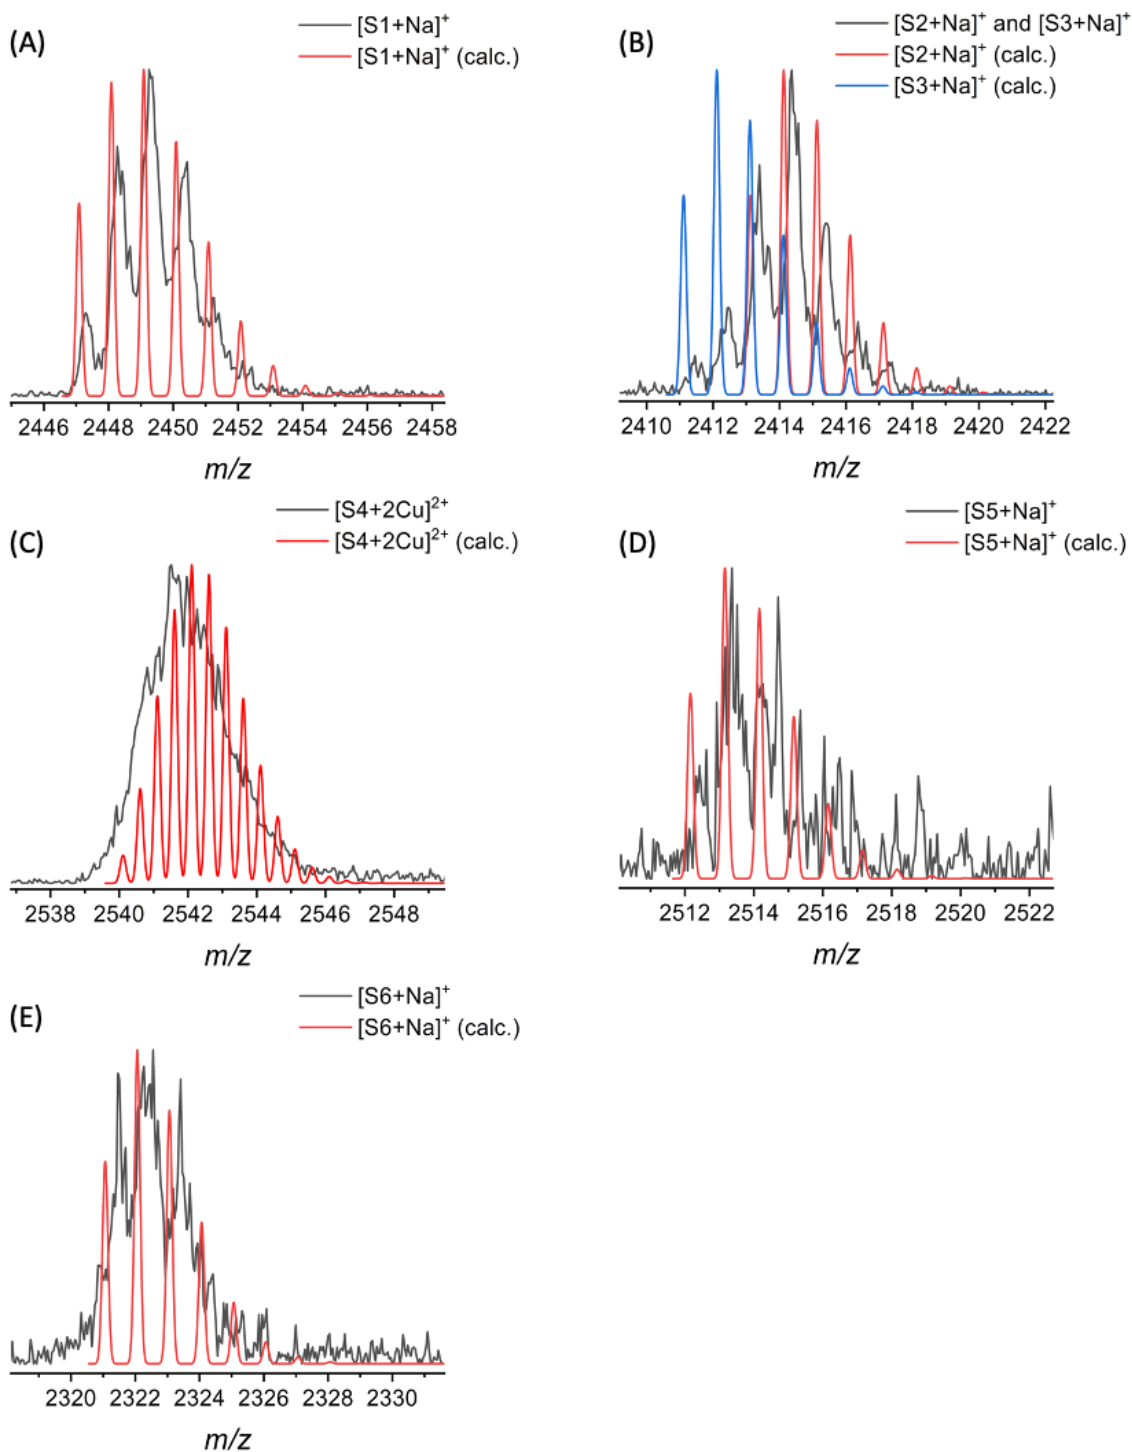 (A)
[S1+Na]⁺
[S1+Na]⁺ (calc.)
2446 2448 2450 2452 2454 2456 2458
m/z
(B)
[S2+Na]⁺ and [S3+Na]⁺
[S2+Na]⁺ (calc.)
[S3+Na]⁺ (calc.)
2410 2412 2414 2416 2418 2420 2422
m/z
(C)
[S4+2Cu]²⁺
[S4+2Cu]²⁺ (calc.)
2538 2540 2542 2544 2546 2548
m/z
(D)
[S5+Na]⁺
[S5+Na]⁺ (calc.)
2512 2514 2516 2518 2520 2522
m/z
(E)
[S6+Na]⁺
[S6+Na]⁺ (calc.)
2320 2322 2324 2326 2328 2330
m/z